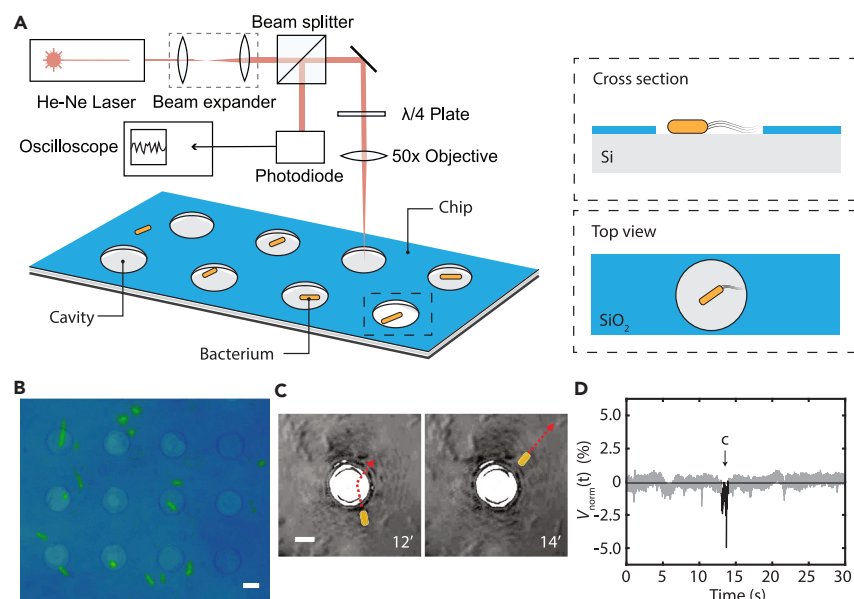 A
Beam splitter
He-Ne Laser
Beam expander
λ/4 Plate
Oscilloscope
Photodiode
50x Objective
Chip
Cavity
Bacterium
Cross section
Si
Top view
SiO₂
B
C
12'
14'
D
5.0
2.5
0
-2.5
-5.0
Vnorm(t) (%)
C
0 5 10 15 20 25 30
Time (s)